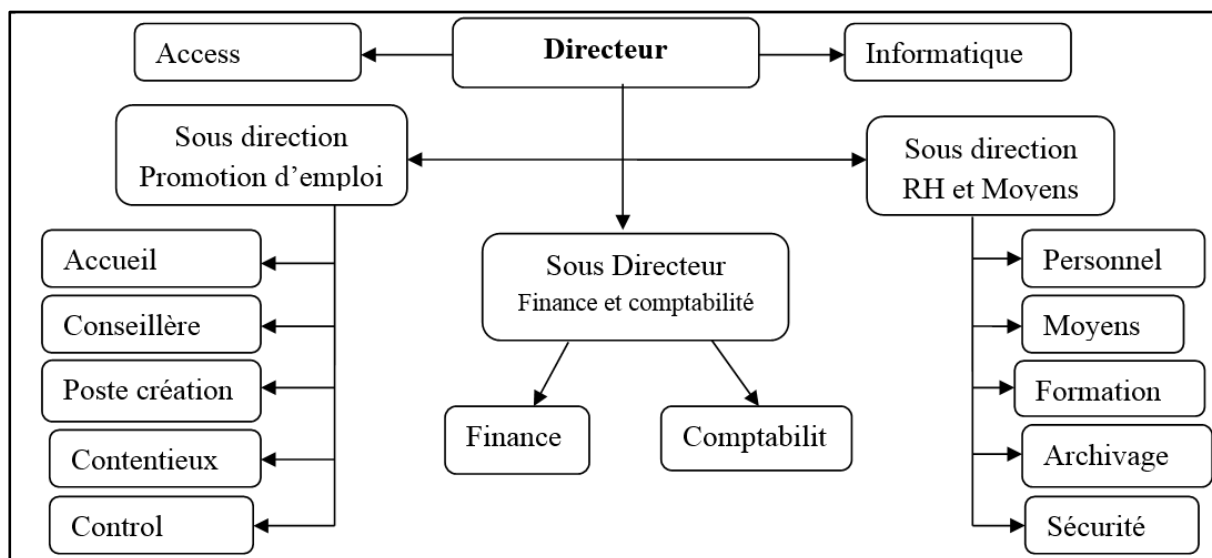 Access
Directeur
Informatique
Sous direction
Promotion d’emploi
Sous direction
RH et Moyens
Accueil
Conseillère
Poste création
Contentieux
Control
Sous Directeur
Finance et comptabilité
Finance
Comptabilit
Personnel
Moyens
Formation
Archivage
Sécurité